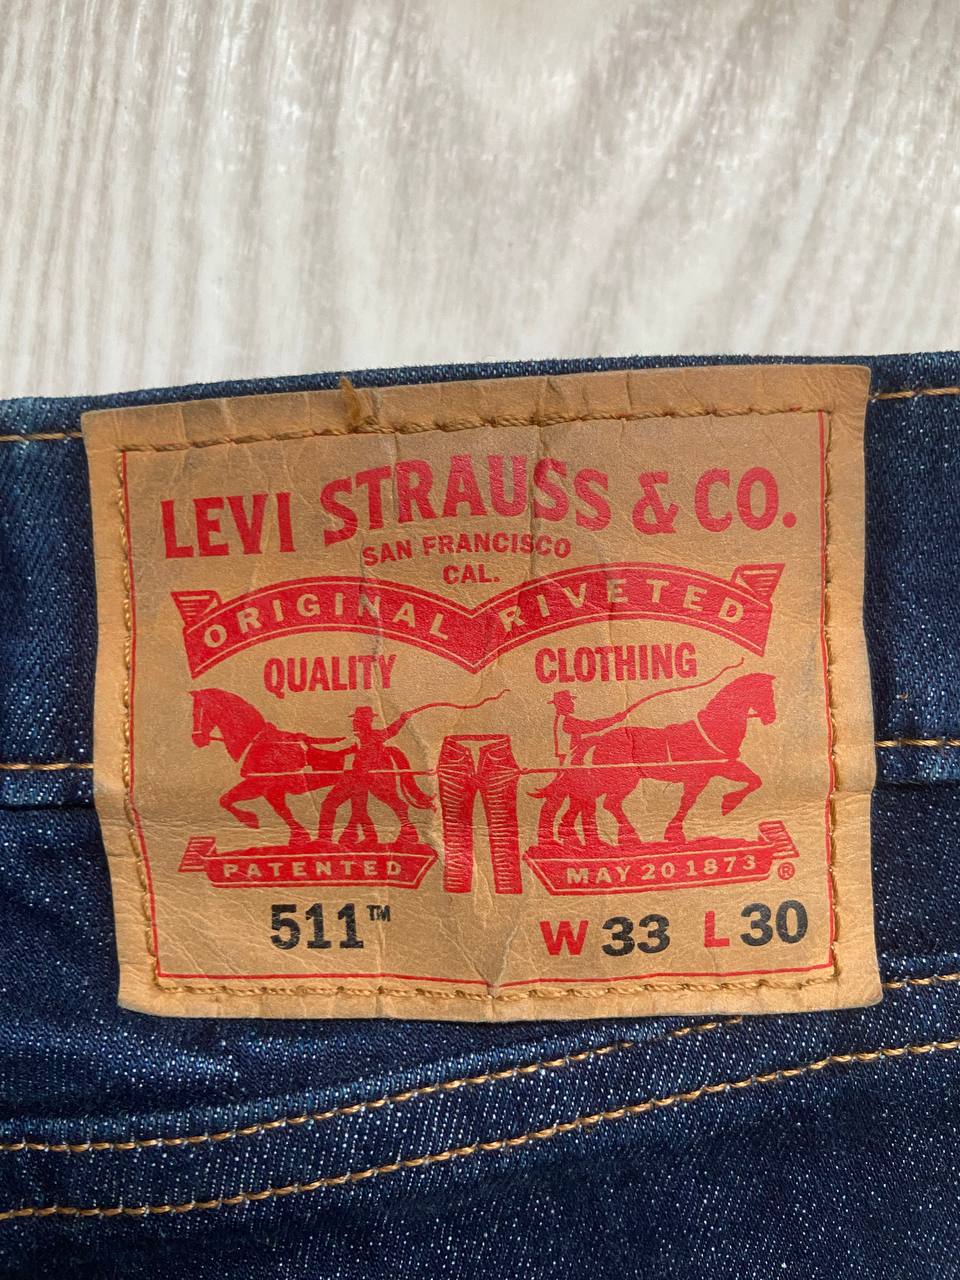 LEVI STRAUSS & CO.
SAN FRANCISCO
CAL.
ORIGINAL RIVETED
QUALITY CLOTHING
PATENTED MAY 20 1873 ®
511™ W 33 L 30